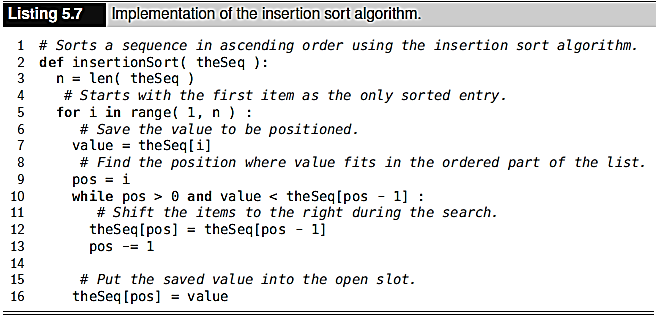 Listing 5.7 Implementation of the insertion sort algorithm.
1 # Sorts a sequence in ascending order using the insertion sort algorithm.
2 def insertionSort( theSeq ):
3 n = len( theSeq )
4 # Starts with the first item as the only sorted entry.
5 for i in range( 1, n ) :
6 # Save the value to be positioned.
7 value = theSeq[i]
8 # Find the position where value fits in the ordered part of the list.
9 pos = i
10 while pos > 0 and value < theSeq[pos - 1] :
11 # Shift the items to the right during the search.
12 theSeq[pos] = theSeq[pos - 1]
13 pos -= 1
14
15 # Put the saved value into the open slot.
16 theSeq[pos] = value